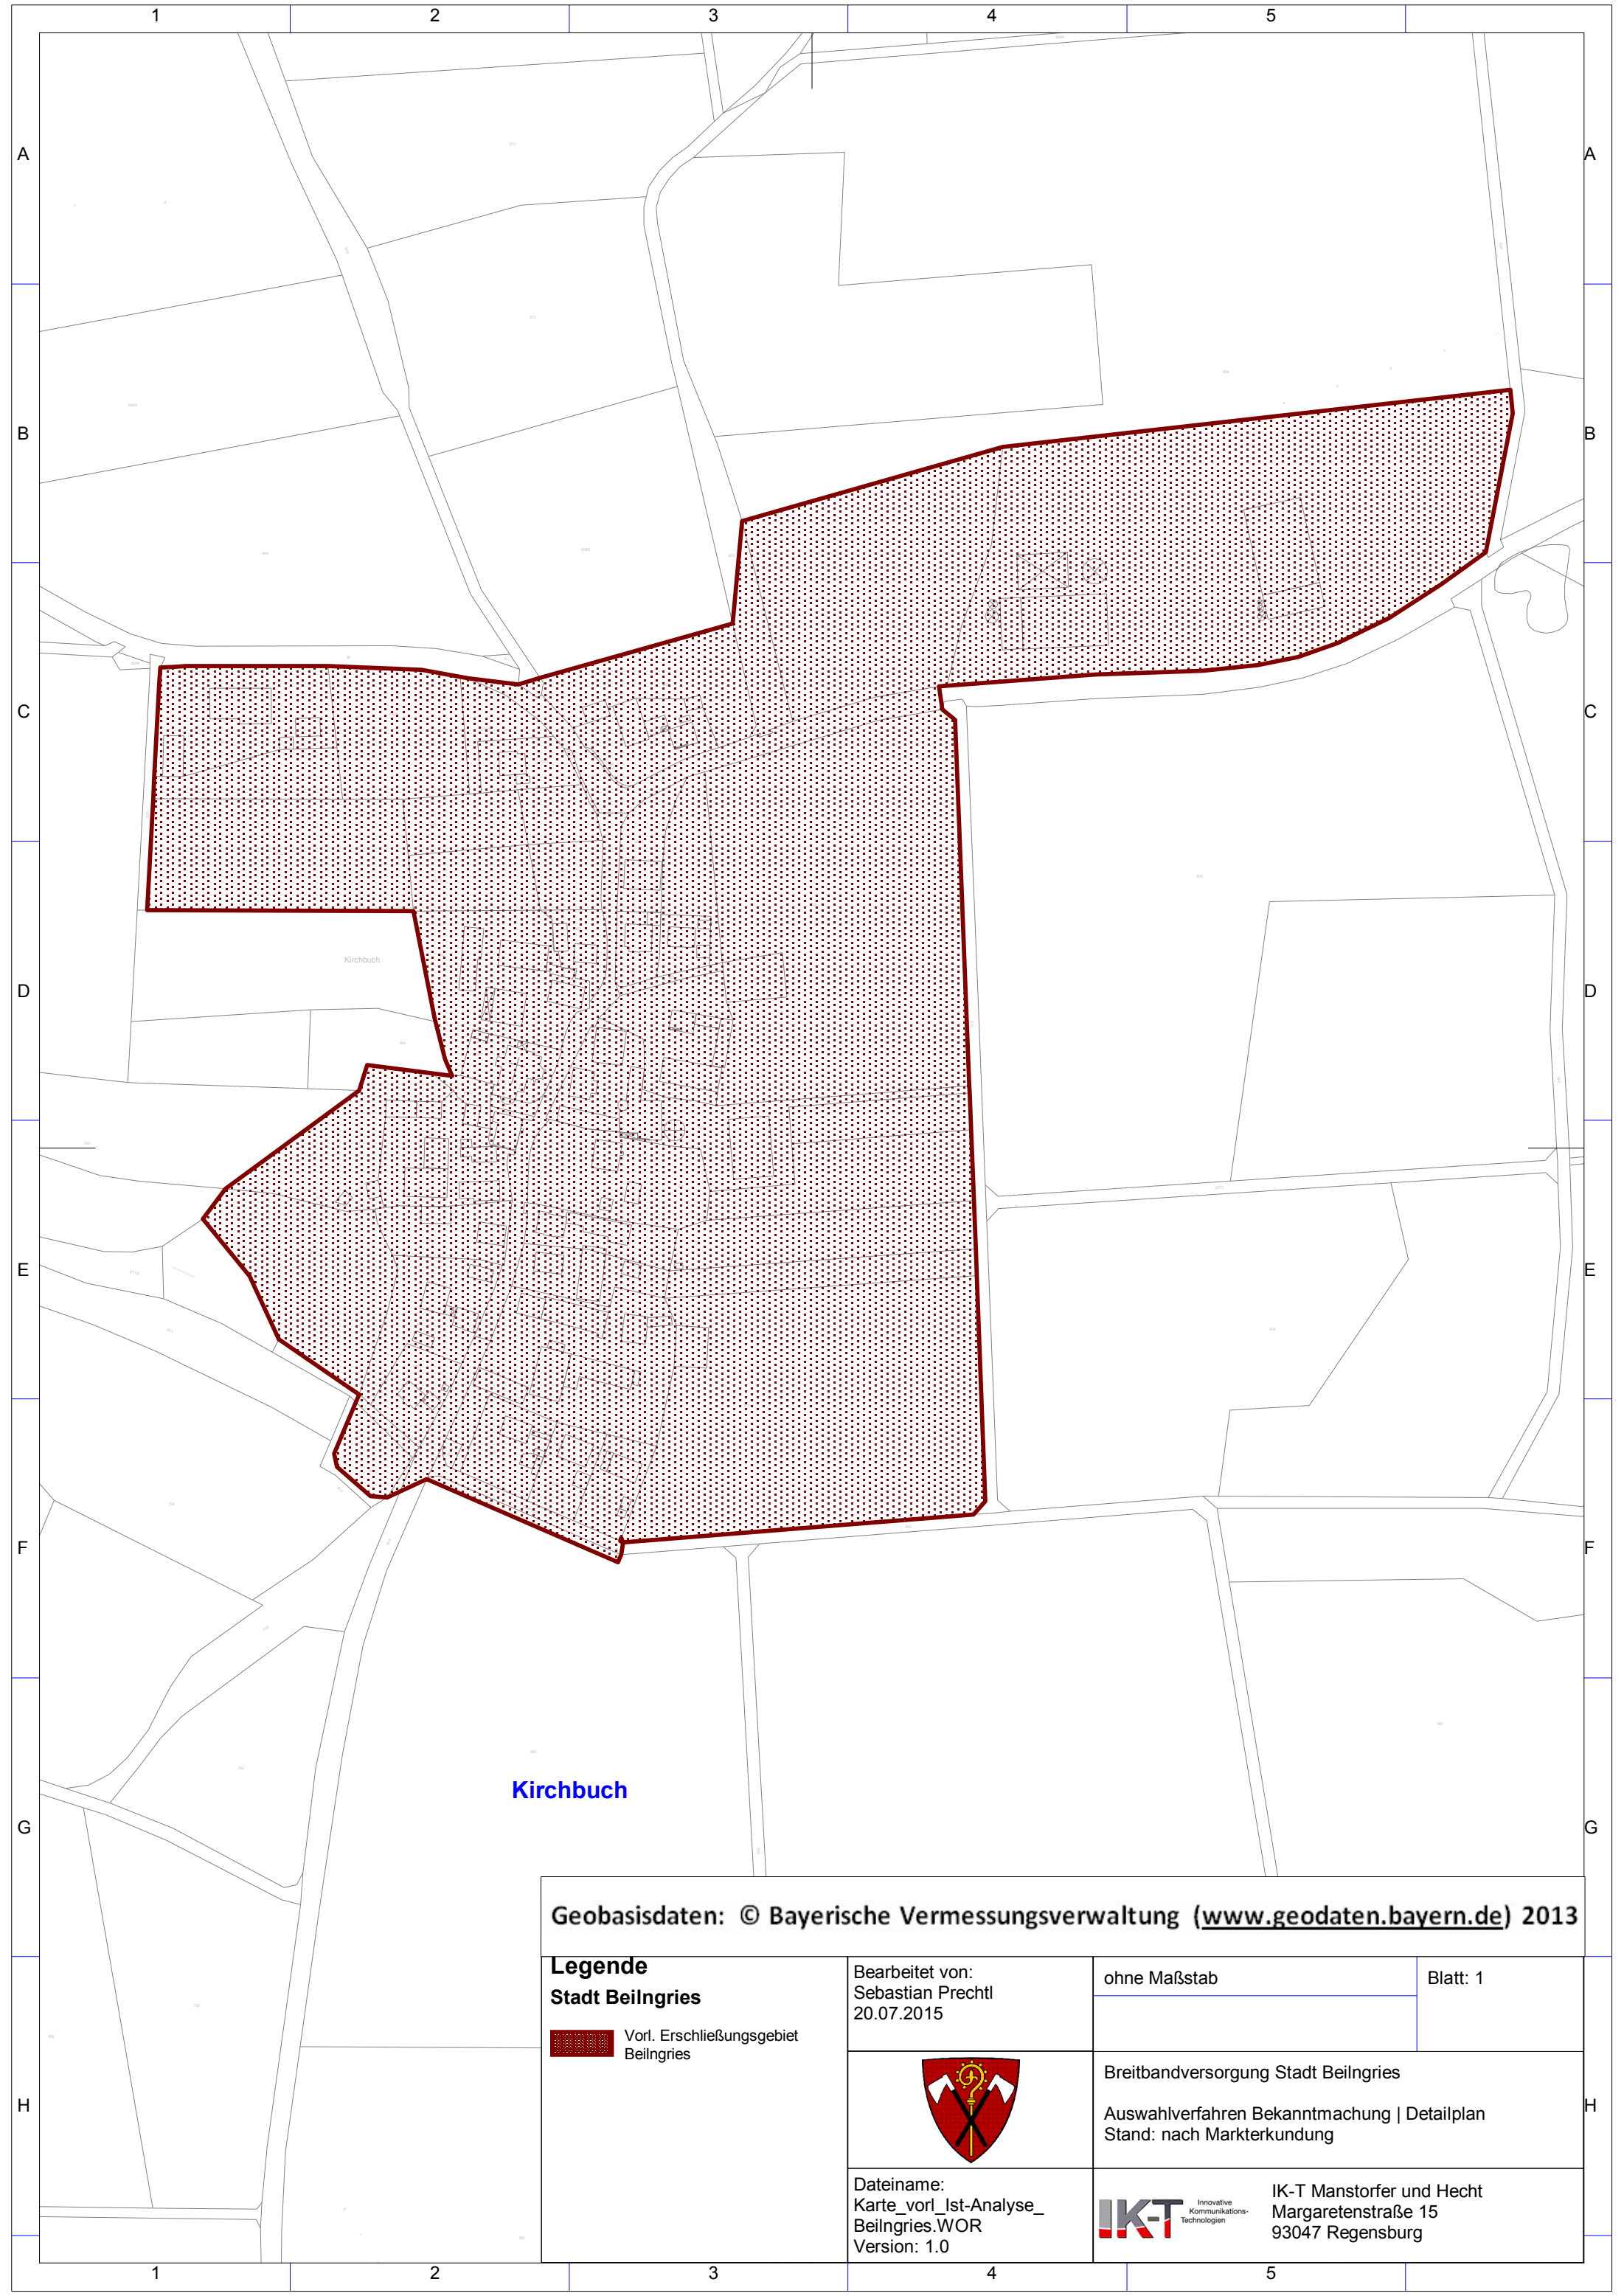 1 2 3 4 5
A A
B B
C C
Kirchbuch
D D
E E
F F
Kirchbuch
G G
Geobasisdaten: © Bayerische Vermessungsverwaltung (www.geodaten.bayern.de) 2013
Legende
Stadt Beilngries
Vorl. Erschließungsgebiet
Beilngries
Bearbeitet von:
Sebastian Prechtl
20.07.2015
ohne Maßstab
Blatt: 1
Breitbandversorgung Stadt Beilngries
Auswahlverfahren Bekanntmachung | Detailplan
Stand: nach Markterkundung
H H
Dateiname:
Karte_vorl_Ist-Analyse_
Beilngries.WOR
Version: 1.0
IK-T
Innovative
Kommunikations-
Technologien
IK-T Manstorfer und Hecht
Margaretenstraße 15
93047 Regensburg
1 2 3 4 5